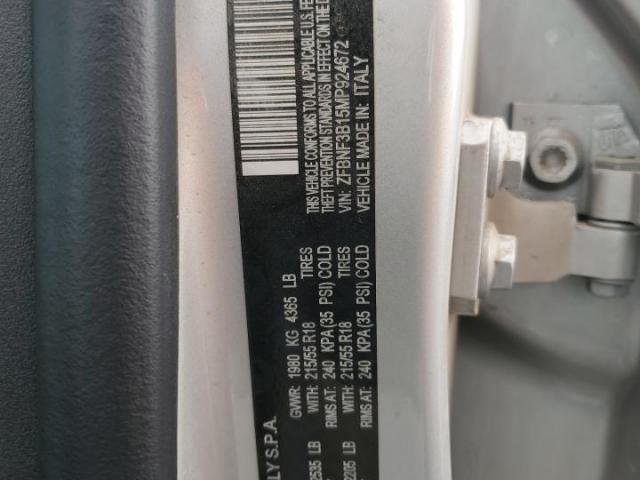 LY S.P.A.
GVWR: 1980 KG 4365 LB
WITH: 215/55 R18 TIRES
RIMS AT: 240 KPA(35 PSI) COLD
2535 LB WITH: 215/55 R18 TIRES
RIMS AT: 240 KPA(35 PSI) COLD
2205 LB
THIS VEHICLE CONFORMS TO ALL APPLICABLE U.S. FE
THEFT PREVENTION STANDARDS IN EFFECT ON THE D
VIN: ZFBNF3B15MP924672
VEHICLE MADE IN: ITALY